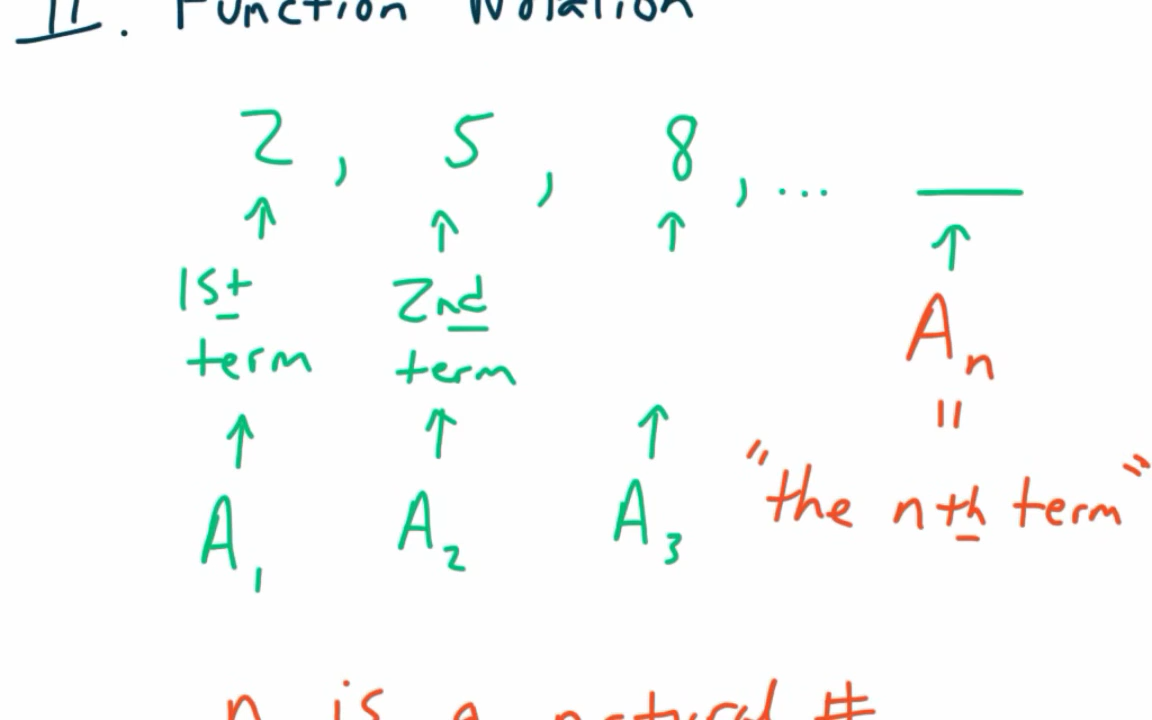 II. Function Notation
2, 5, 8, ... __
↑ ↑ ↑ ↑
1st 2nd
term term
Aₙ
↑ ↑ ↑ =
"the nth term"
A₁ A₂ A₃
n is a natural #